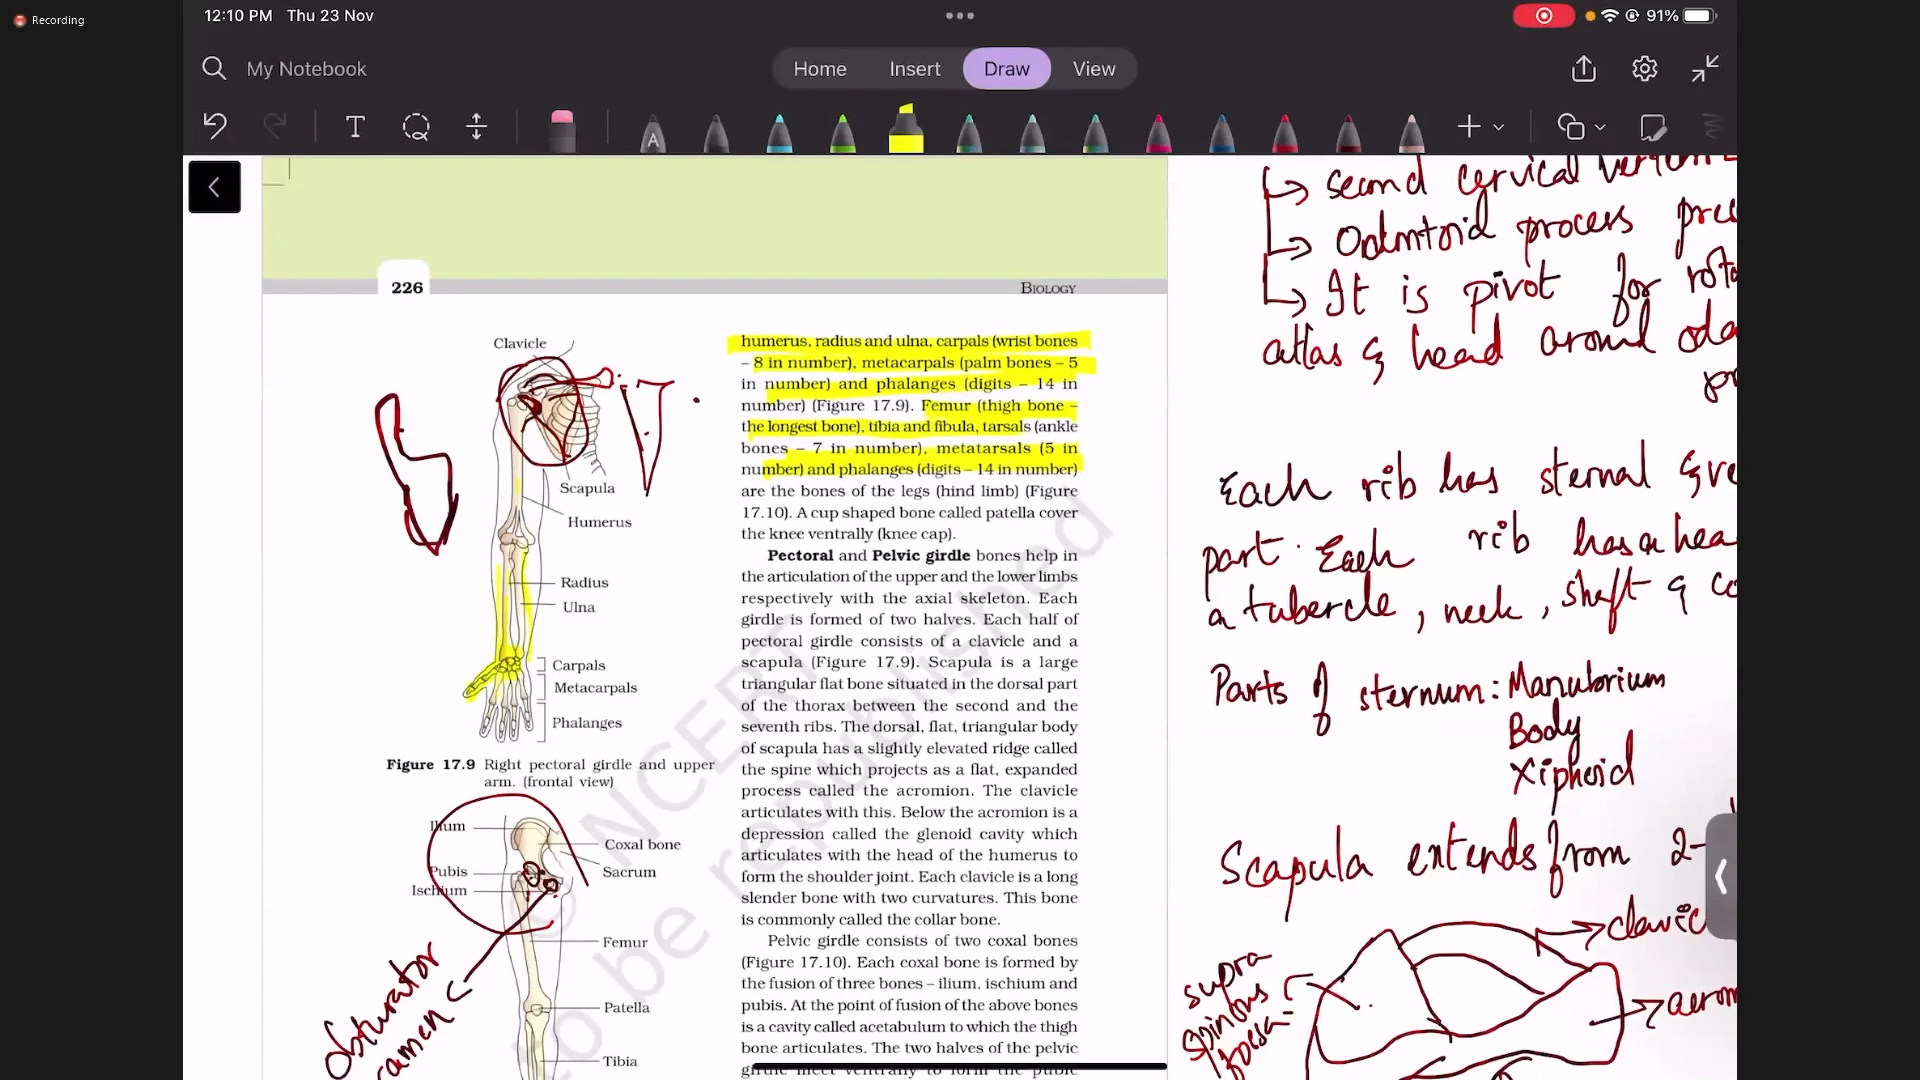 Recording
12:10 PM Thu 23 Nov
91%
My Notebook
Home Insert Draw View
T
A
226
BIOLOGY
Clavicle
Scapula
Humerus
Radius
Ulna
Carpals
Metacarpals
Phalanges
Figure 17.9 Right pectoral girdle and upper
arm. (frontal view)
Ilium
Coxal bone
Pubis
Sacrum
Ischium
Femur
Patella
Tibia
obturator
humerus, radius and ulna, carpals (wrist bones
– 8 in number), metacarpals (palm bones – 5
in number) and phalanges (digits – 14 in
number) (Figure 17.9). Femur (thigh bone –
the longest bone), tibia and fibula, tarsals (ankle
bones – 7 in number), metatarsals (5 in
number) and phalanges (digits – 14 in number)
are the bones of the legs (hind limb) (Figure
17.10). A cup shaped bone called patella cover
the knee ventrally (knee cap).
Pectoral and Pelvic girdle bones help in
the articulation of the upper and the lower limbs
respectively with the axial skeleton. Each
girdle is formed of two halves. Each half of
pectoral girdle consists of a clavicle and a
scapula (Figure 17.9). Scapula is a large
triangular flat bone situated in the dorsal part
of the thorax between the second and the
seventh ribs. The dorsal, flat, triangular body
of scapula has a slightly elevated ridge called
the spine which projects as a flat, expanded
process called the acromion. The clavicle
articulates with this. Below the acromion is a
depression called the glenoid cavity which
articulates with the head of the humerus to
form the shoulder joint. Each clavicle is a long
slender bone with two curvatures. This bone
is commonly called the collar bone.
Pelvic girdle consists of two coxal bones
(Figure 17.10). Each coxal bone is formed by
the fusion of three bones – ilium, ischium and
pubis. At the point of fusion of the above bones
is a cavity called acetabulum to which the thigh
bone articulates. The two halves of the pelvic
girdle meet ventrally to form the pubic
© NCERT
to be republished
second cervical
process
It is pivot for
atlas & head around
Each rib has sternal
part. Each rib has a
a tubercle, neck, shaft &
Parts of sternum: Manubrium
Body
Xiphoid
Scapula extends from 2-
supra
spinous
fossa